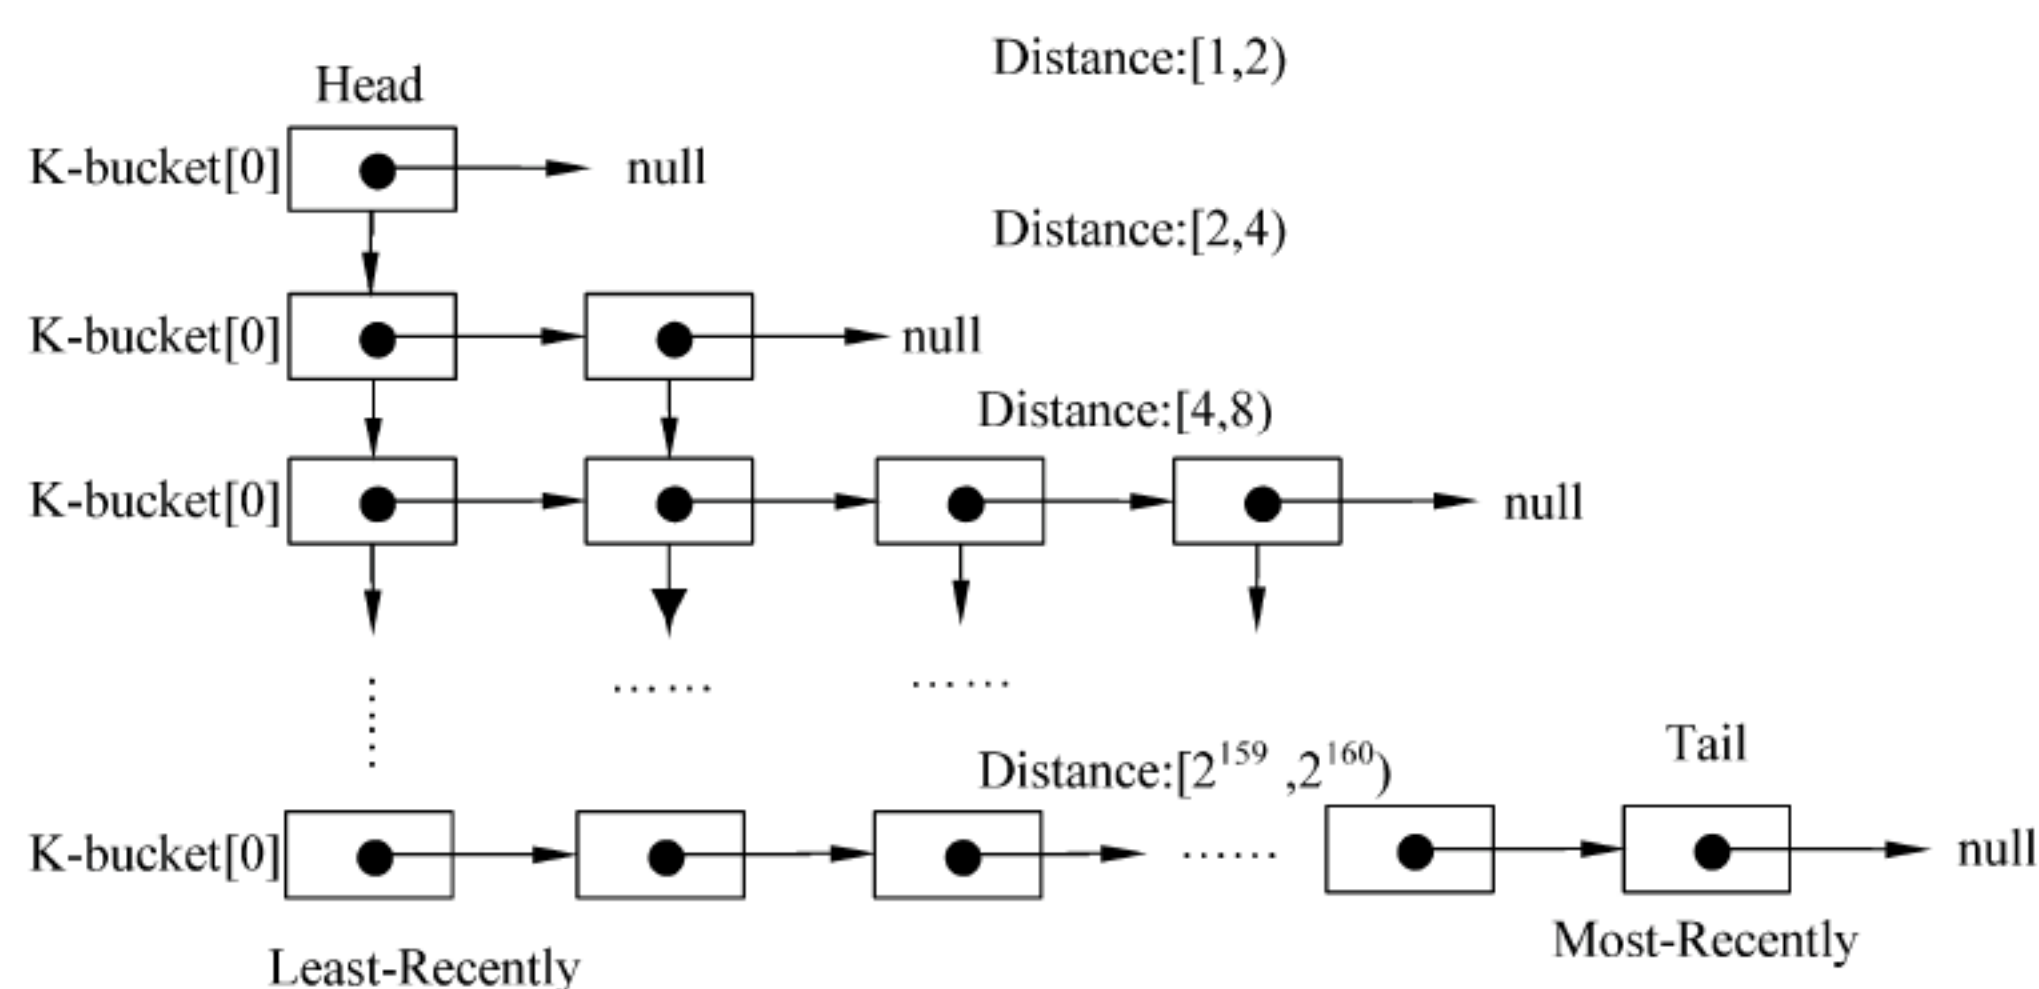 Distance:[1,2)
Head
K-bucket[0] null
Distance:[2,4)
K-bucket[0] null
Distance:[4,8)
K-bucket[0] null
...... ......
Distance:[2^159 ,2^160)
Tail
K-bucket[0] ...... null
Most-Recently
Least-Recently